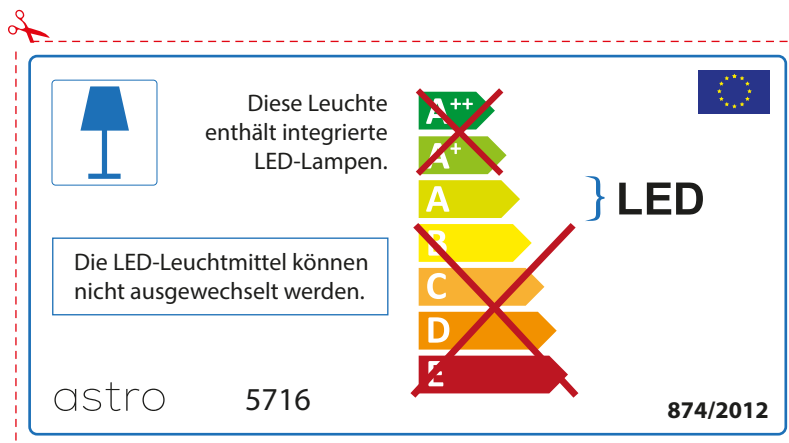 Diese Leuchte
enthält integrierte
LED-Lampen.
Die LED-Leuchtmittel können
nicht ausgewechselt werden.
A++
A+
A
B
C
D
E
LED
astro
5716
874/2012